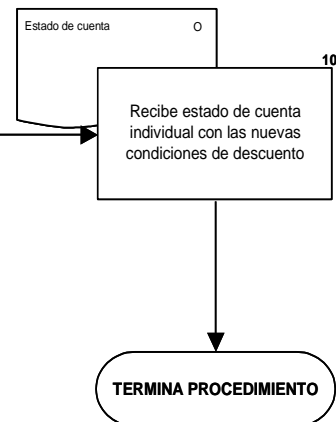 Estado de cuenta O
10
Recibe estado de cuenta
individual con las nuevas
condiciones de descuento
TERMINA PROCEDIMIENTO